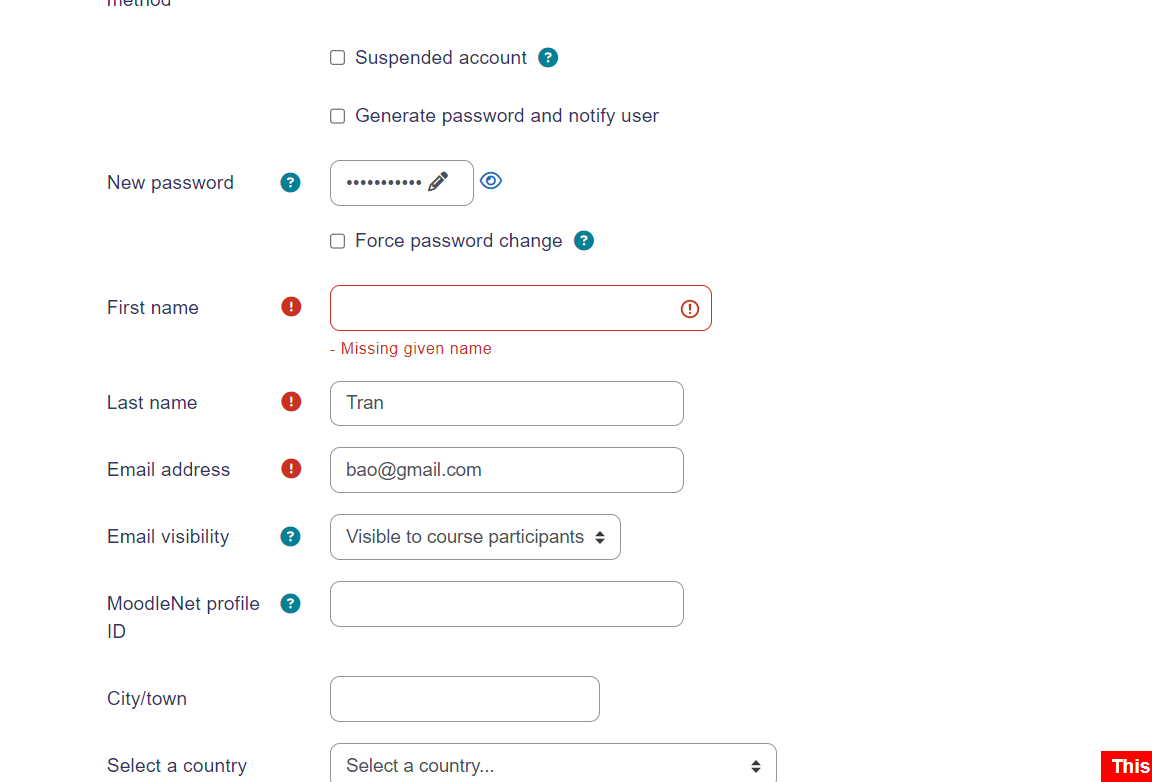 method
Suspended account
Generate password and notify user
New password
•••••••••••
Force password change
First name
- Missing given name
Last name
Tran
Email address
bao@gmail.com
Email visibility
Visible to course participants
MoodleNet profile
ID
City/town
Select a country
Select a country...
This